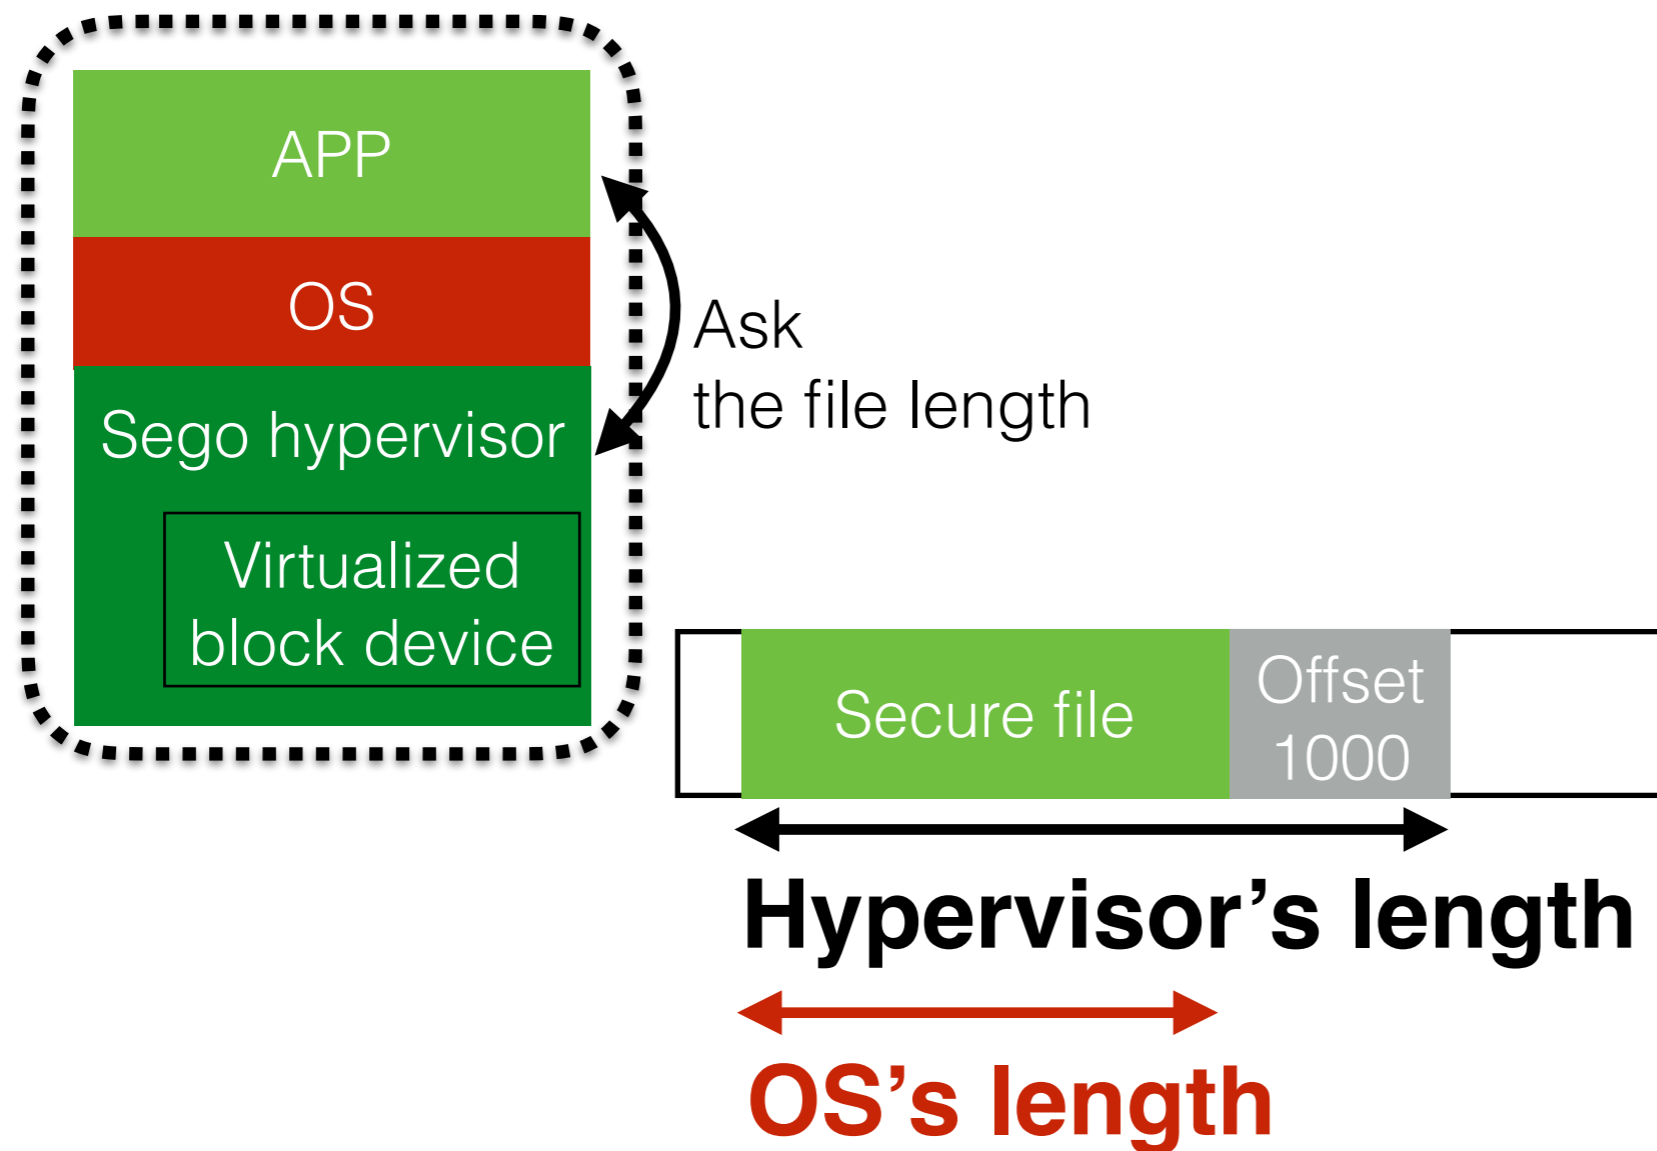 APP
OS
Sego hypervisor
Virtualized
block device
Ask
the file length
Secure file
Offset
1000
Hypervisor’s length
OS’s length